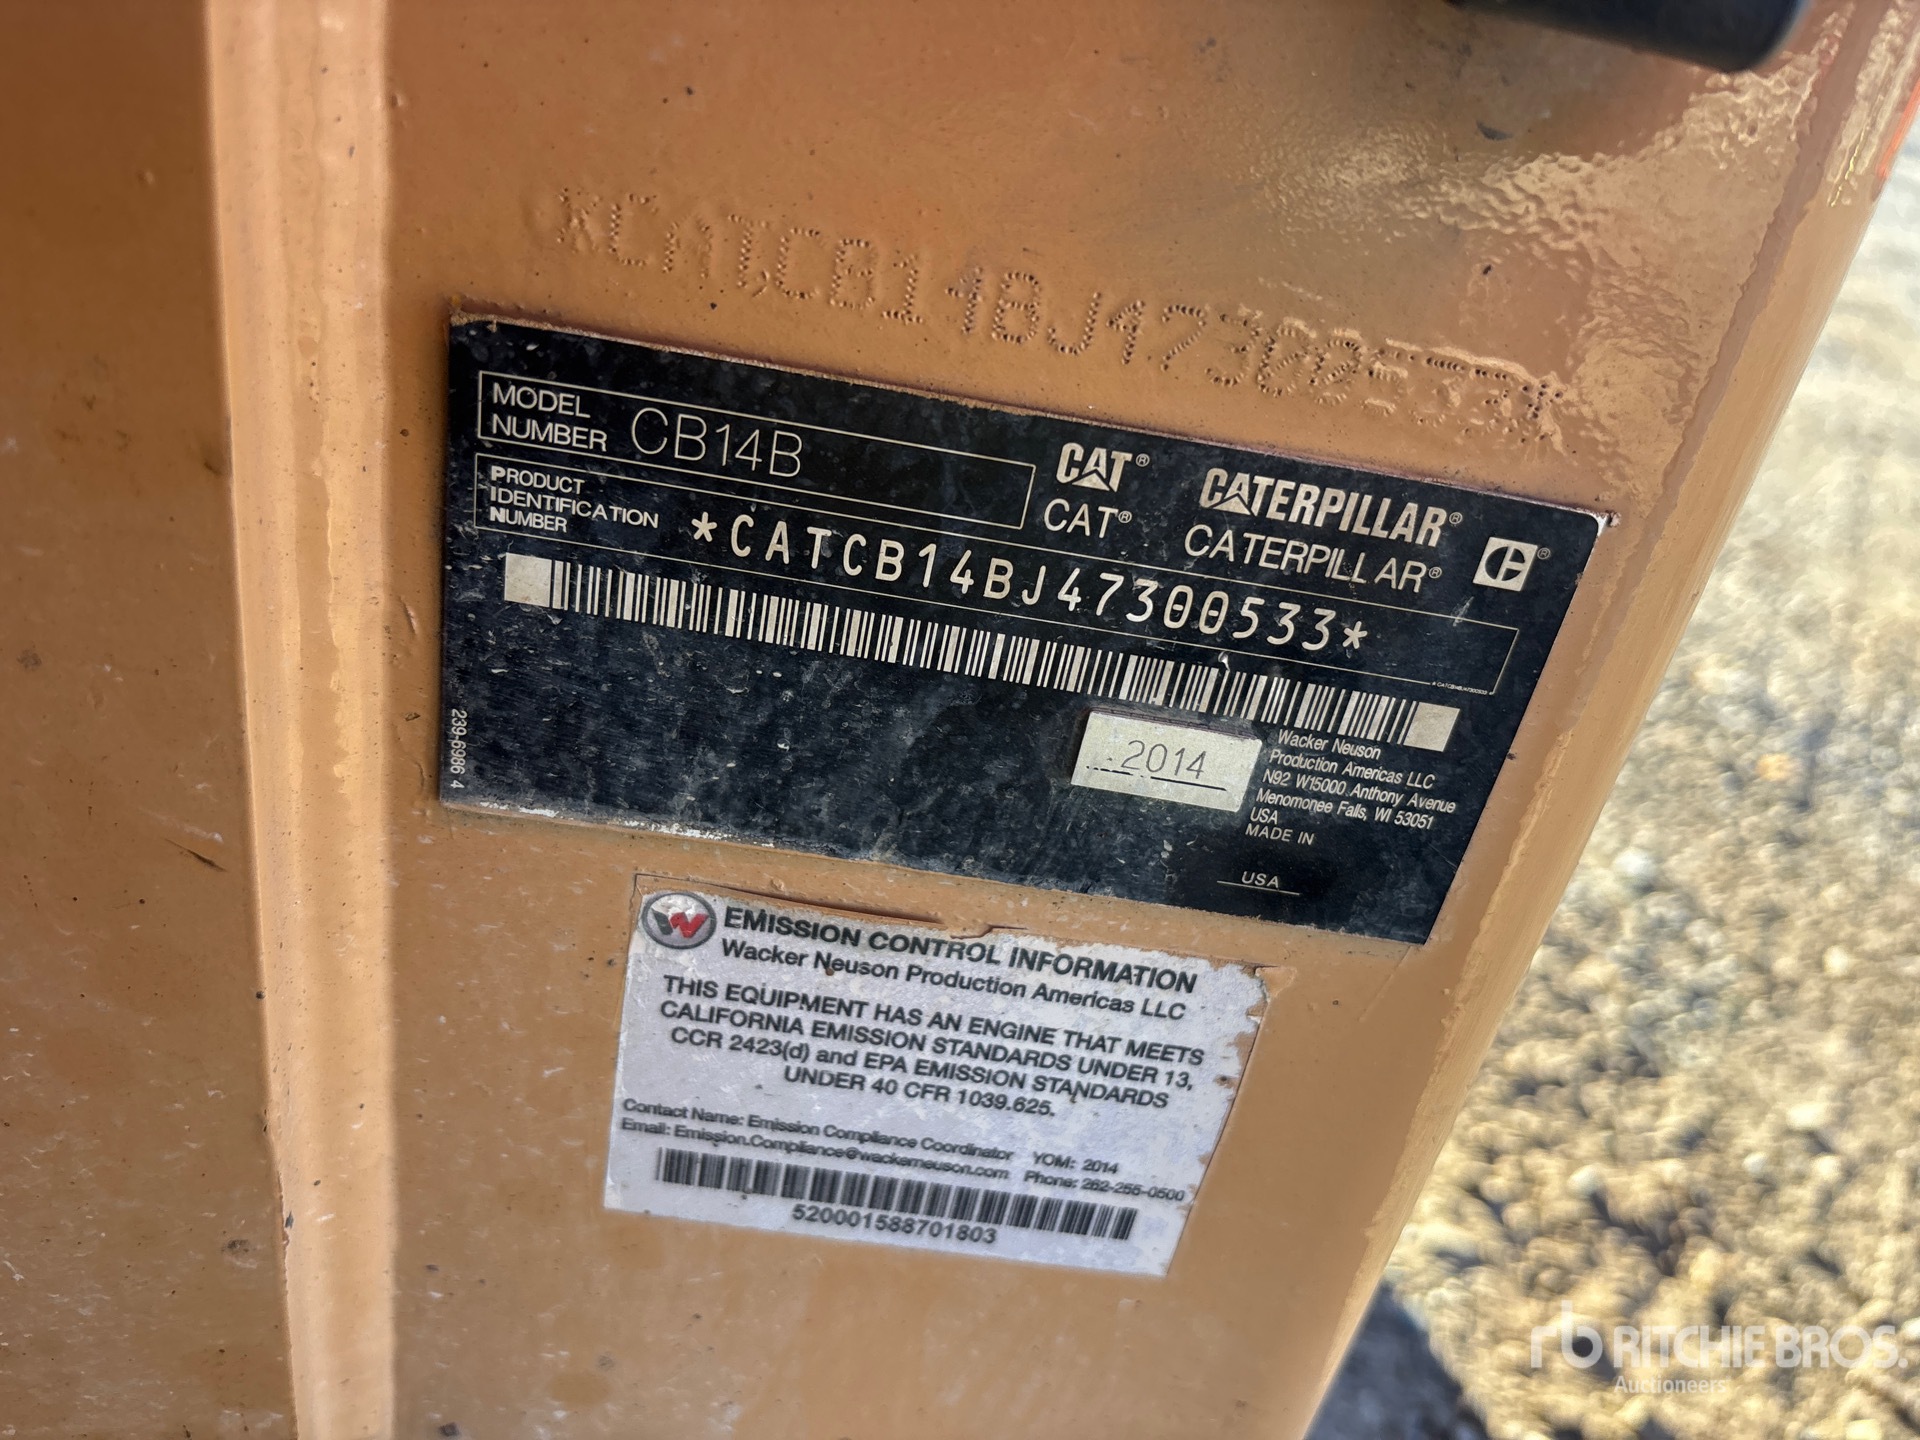 *CATCB14BJ47300533*
MODEL
NUMBER
CB14B
CAT®
CAT®
CATERPILLAR®
CATERPILLAR®
PRODUCT
IDENTIFICATION
NUMBER
*CATCB14BJ47300533*
239-6986 4
2014
Wacker Neuson
Production Americas LLC
N92 W15000 Anthony Avenue
Menomonee Falls, WI 53051
USA
MADE IN
USA
EMISSION CONTROL INFORMATION
Wacker Neuson Production Americas LLC
THIS EQUIPMENT HAS AN ENGINE THAT MEETS
CALIFORNIA EMISSION STANDARDS UNDER 13,
CCR 2423(d) and EPA EMISSION STANDARDS
UNDER 40 CFR 1039.625.
Contact Name: Emission Compliance Coordinator YOM: 2014
Email: Emission.Compliance@wackerneuson.com Phone: 262-255-0500
520001588701803
rb RITCHIE BROS.
Auctioneers